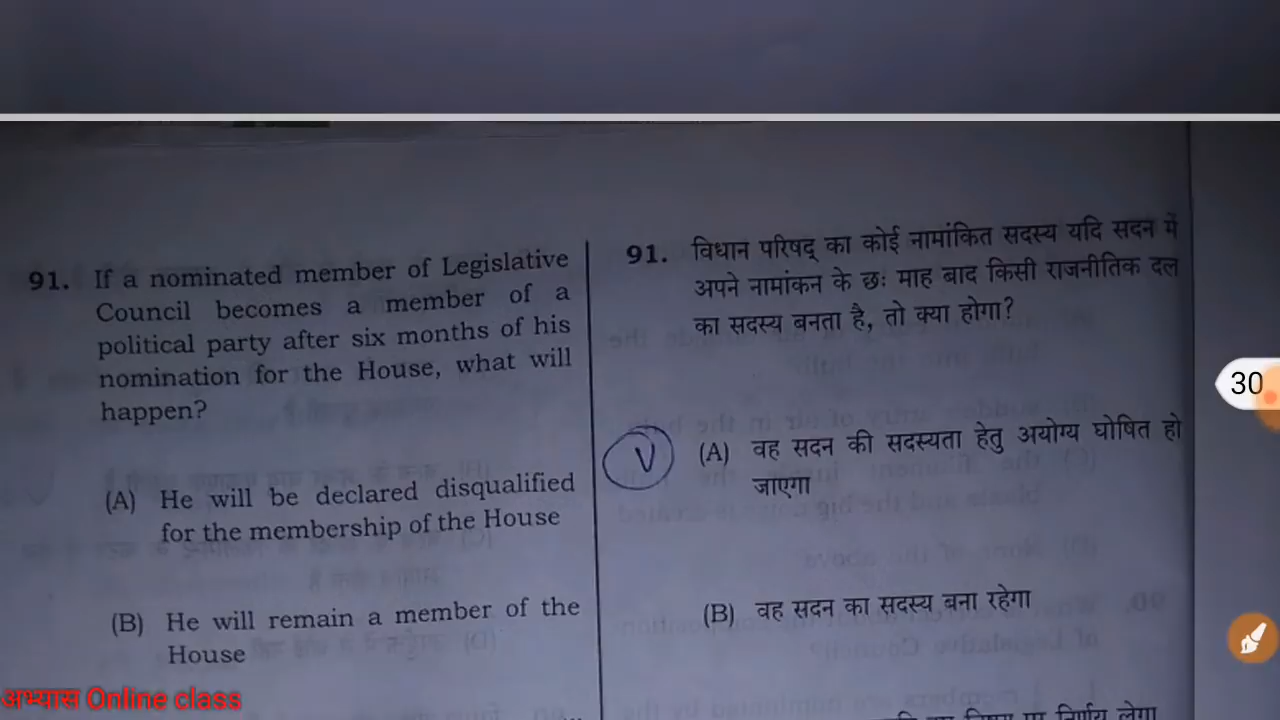 91. If a nominated member of Legislative
Council becomes a member of a
political party after six months of his
nomination for the House, what will
happen?
(A) He will be declared disqualified
for the membership of the House
(B) He will remain a member of the
House
91. विधान परिषद् का कोई नामांकित सदस्य यदि सदन में
अपने नामांकन के छः माह बाद किसी राजनीतिक दल
का सदस्य बनता है, तो क्या होगा?
(A) वह सदन की सदस्यता हेतु अयोग्य घोषित हो
जाएगा
(B) वह सदन का सदस्य बना रहेगा
विषय पर निर्णय लेगा
30
अभ्यास Online class